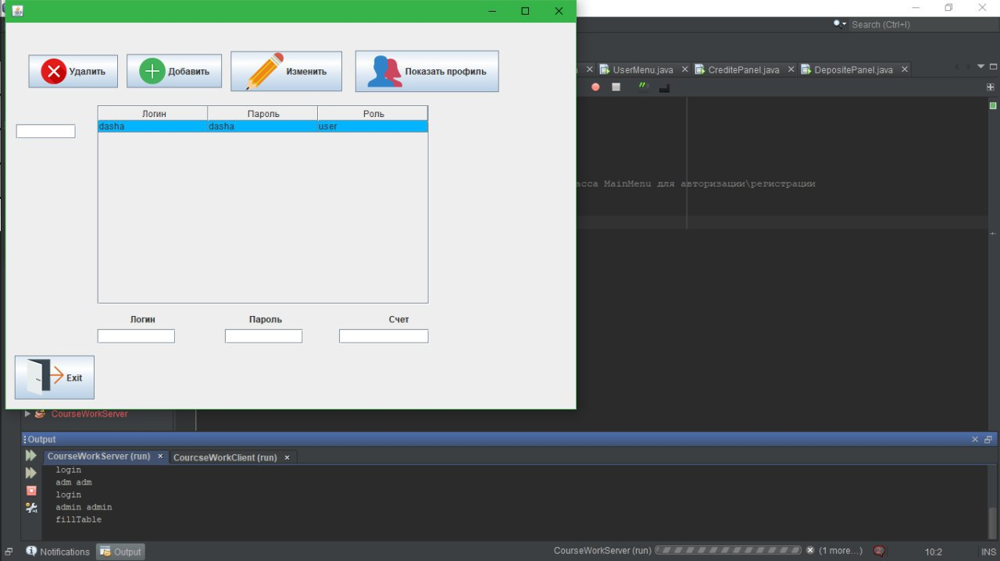 Search (Ctrl+I)
UserMenu.java
CreditePanel.java
DepositePanel.java
Удалить
Добавить
Изменить
Показать профиль
Логин Пароль Роль
dasha dasha user
асса MainMenu для авторизации\регистрации
Логин Пароль Счет
Exit
CourseWorkServer
Output
CourseWorkServer (run)
CourcseWorkClient (run)
login
adm adm
login
admin admin
fillTable
Notifications
Output
CourseWorkServer (run)
(1 more...)
2
10:2
INS